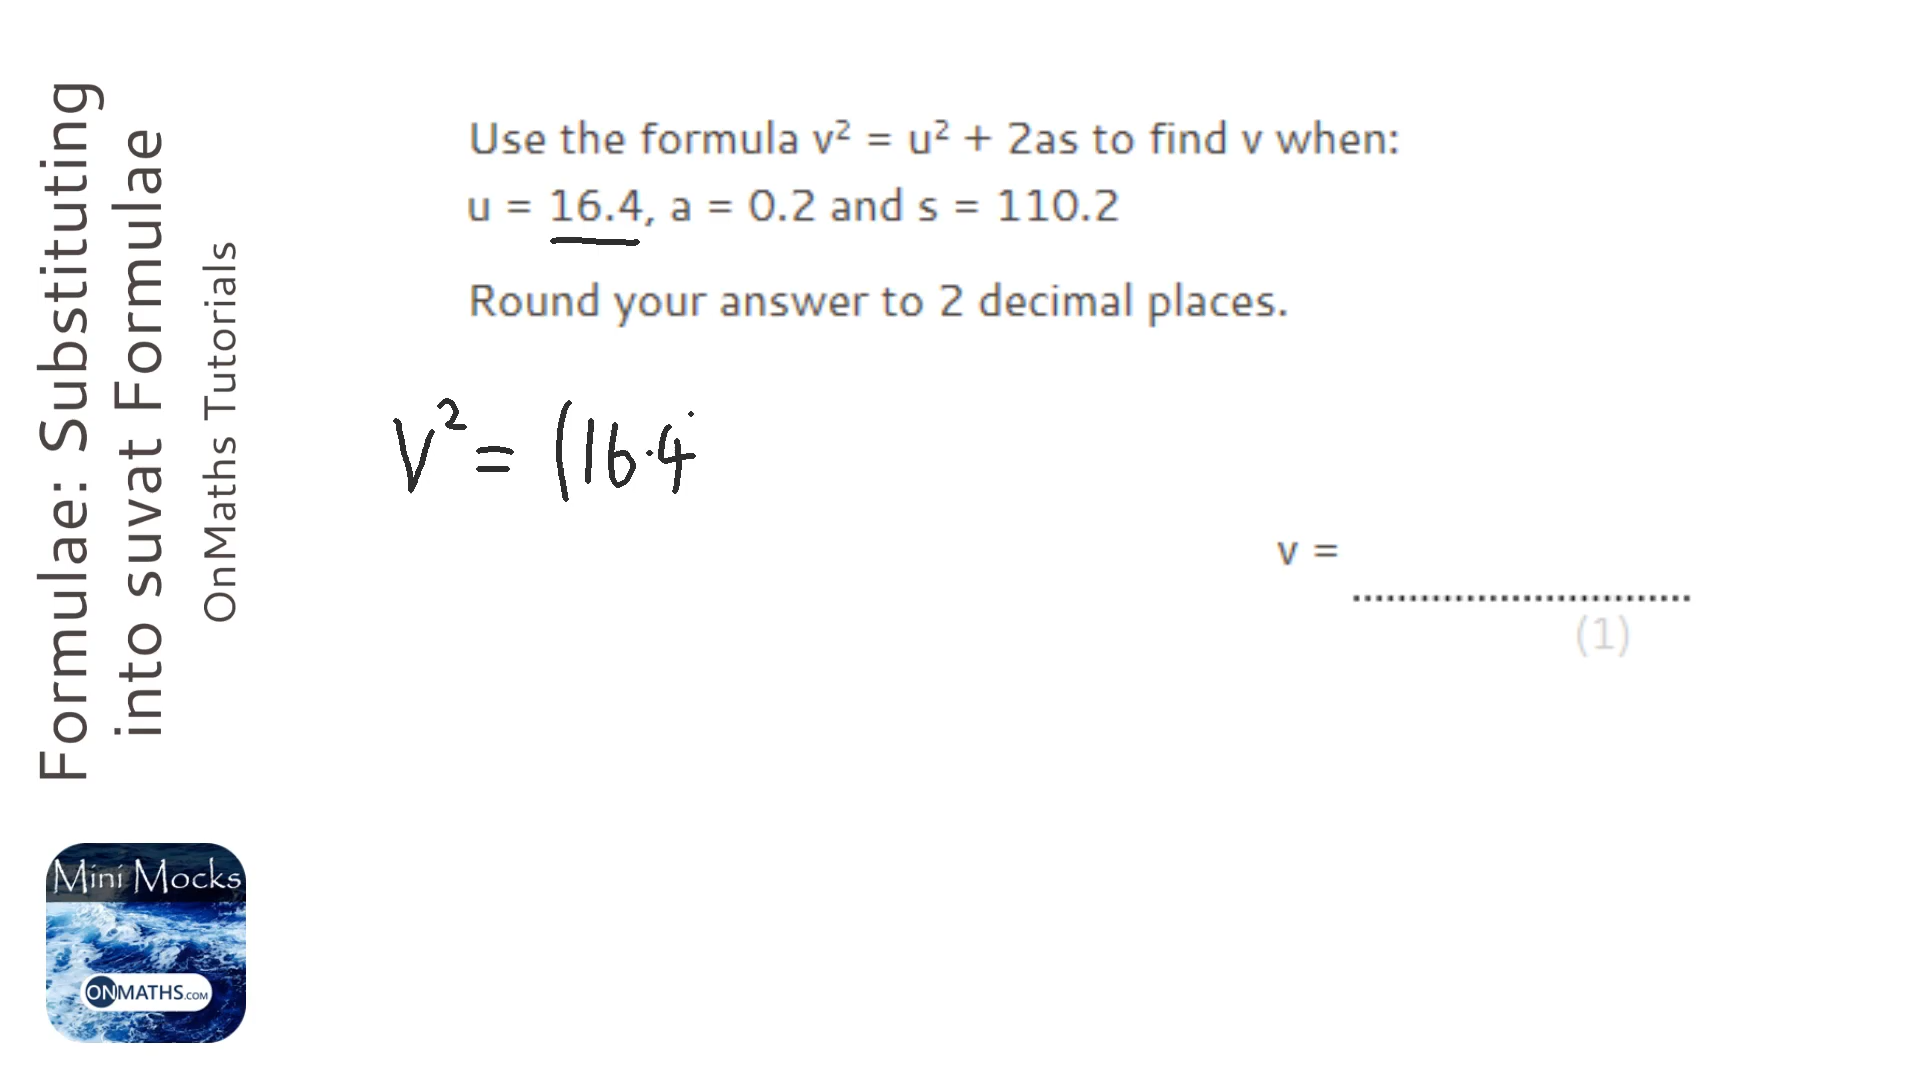 Formulae: Substituting
into suvat Formulae
OnMaths Tutorials
Use the formula v² = u² + 2as to find v when:
u = 16.4, a = 0.2 and s = 110.2
Round your answer to 2 decimal places.
V² = (16.4
v =
(1)
Mini Mocks
ONMATHS.COM